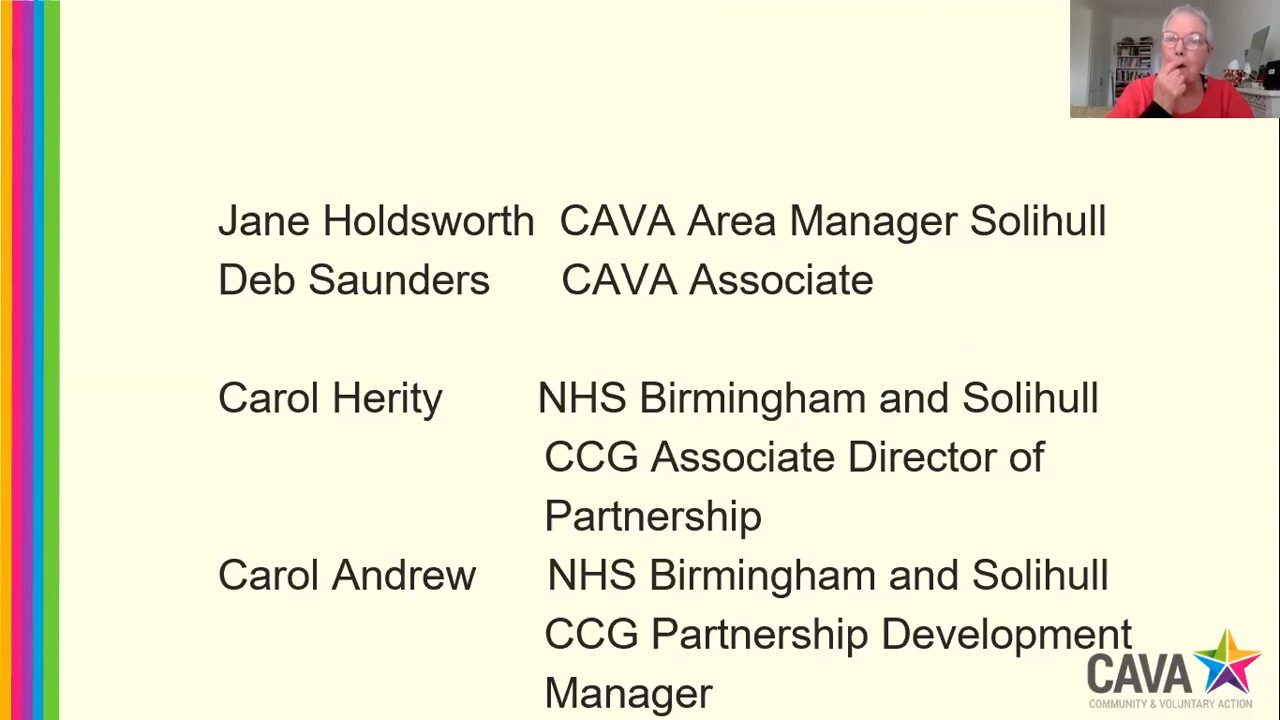 Jane Holdsworth CAVA Area Manager Solihull
Deb Saunders CAVA Associate
Carol Herity NHS Birmingham and Solihull
CCG Associate Director of
Partnership
Carol Andrew NHS Birmingham and Solihull
CCG Partnership Development
Manager
CAVA
COMMUNITY & VOLUNTARY ACTION